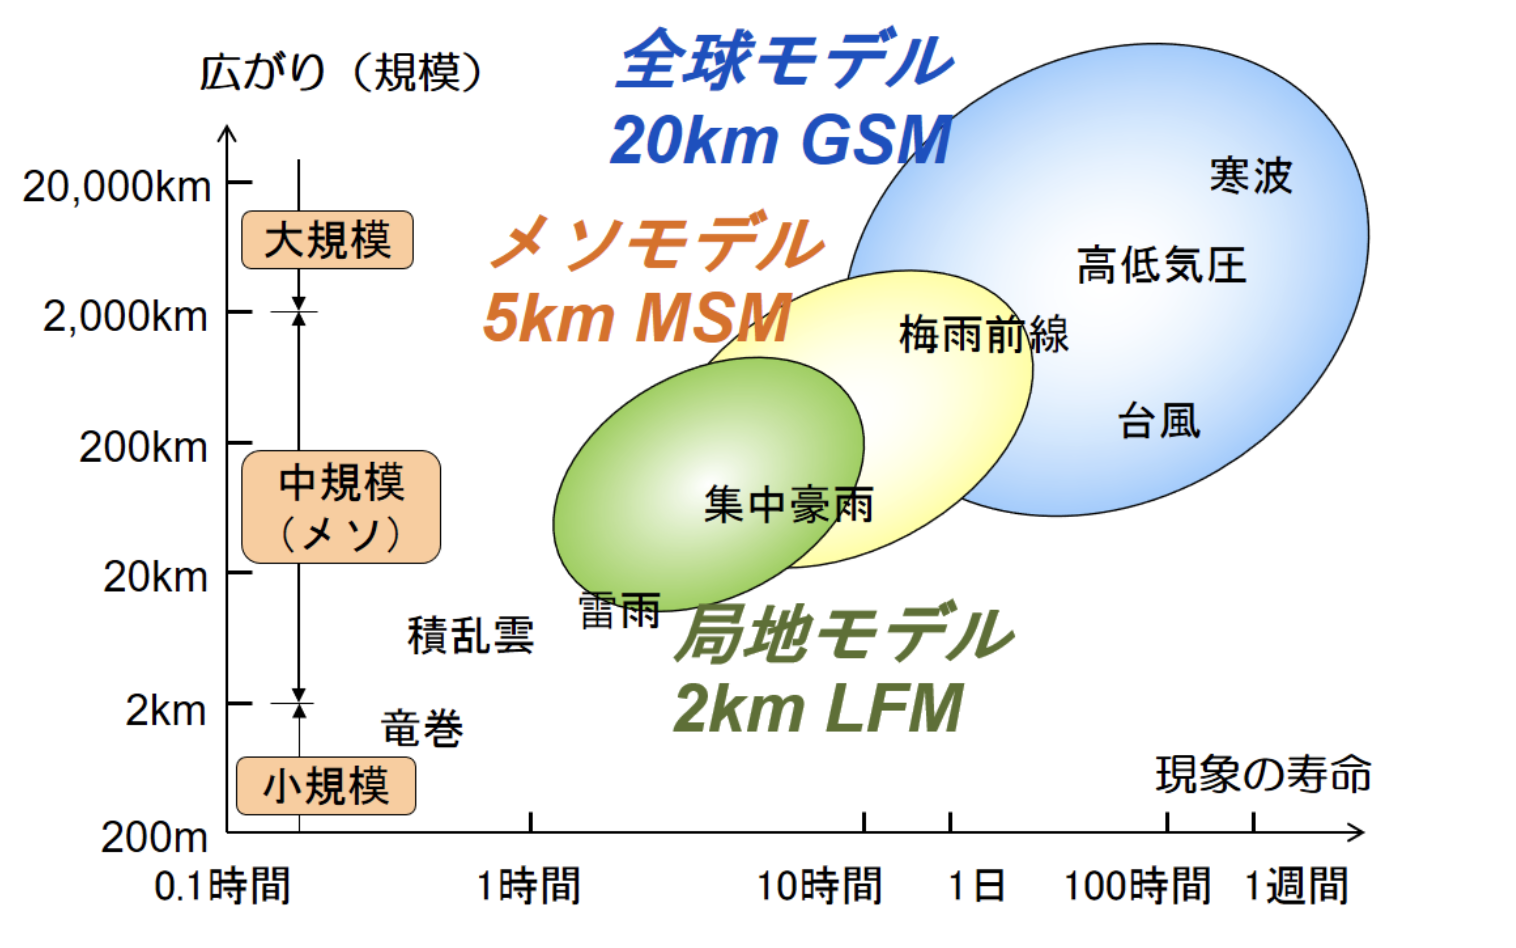 広がり（規模）
全球モデル
20km GSM
寒波
20,000km
大規模
メソモデル
5km MSM
高低気圧
2,000km
梅雨前線
台風
200km
中規模
（メソ）
集中豪雨
20km
雷雨
積乱雲
局地モデル
2km LFM
2km
竜巻
小規模
現象の寿命
200m
0.1時間
1時間
10時間
1日
100時間
1週間